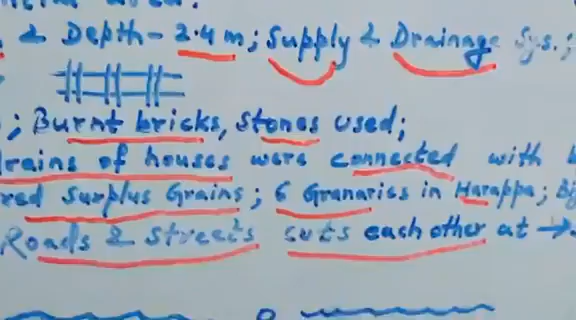 & Depth - 2.4 m; Supply & Drainage Sys.;
; Burnt bricks, Stones used;
drains of houses were connected with
red Surplus Grains; 6 Granaries in Harappa;
Roads & Streets cuts each other at →